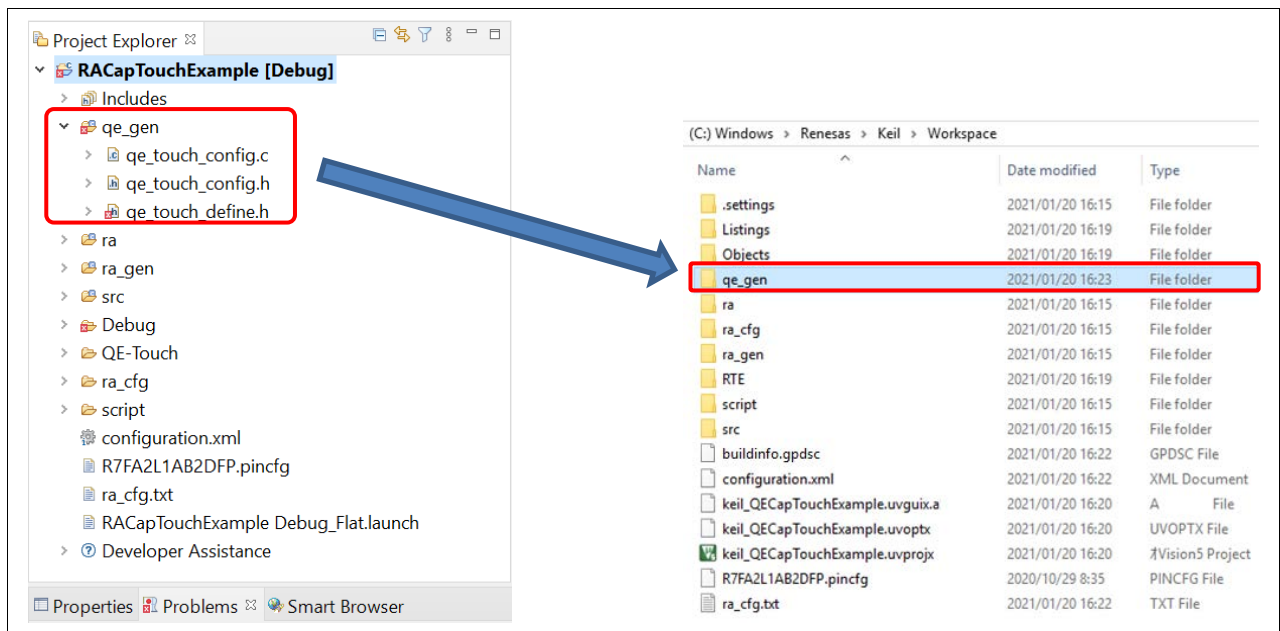 Project Explorer
RACapTouchExample [Debug]
Includes
qe_gen
qe_touch_config.c
qe_touch_config.h
qe_touch_define.h
ra
ra_gen
src
Debug
QE-Touch
ra_cfg
script
configuration.xml
R7FA2L1AB2DFP.pincfg
ra_cfg.txt
RACapTouchExample Debug_Flat.launch
Developer Assistance
Properties Problems Smart Browser
(C:) Windows > Renesas > Keil > Workspace
Name Date modified Type
.settings 2021/01/20 16:15 File folder
Listings 2021/01/20 16:19 File folder
Objects 2021/01/20 16:19 File folder
qe_gen 2021/01/20 16:23 File folder
ra 2021/01/20 16:15 File folder
ra_cfg 2021/01/20 16:15 File folder
ra_gen 2021/01/20 16:15 File folder
RTE 2021/01/20 16:19 File folder
script 2021/01/20 16:15 File folder
src 2021/01/20 16:15 File folder
buildinfo.gpdsc 2021/01/20 16:22 GPDSC File
configuration.xml 2021/01/20 16:22 XML Document
keil_QECapTouchExample.uvguix.a 2021/01/20 16:20 A File
keil_QECapTouchExample.uvoptx 2021/01/20 16:20 UVOPTX File
keil_QECapTouchExample.uvprojx 2021/01/20 16:20 オVision5 Project
R7FA2L1AB2DFP.pincfg 2020/10/29 8:35 PINCFG File
ra_cfg.txt 2021/01/20 16:22 TXT File